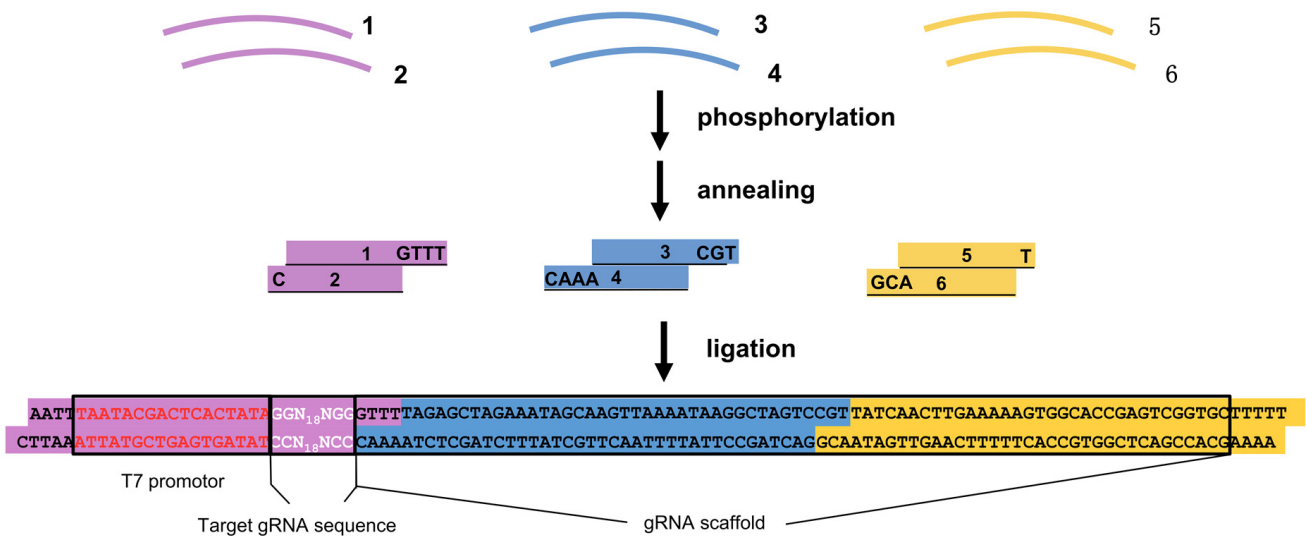 1
2
3
4
5
6
phosphorylation
annealing
1 GTTT
C 2
3 CGT
CAAA 4
5 T
GCA 6
ligation
AATTTAATACGACTCACTATAGGN18NGGGTTTTAGAGCTAGAAATAGCAAGTTAAAATAAGGCTAGTCCGTTATCAACTTGAAAAAGTGGCACCGAGTCGGTGCTTTTT
CTTAAATTATGCTGAGTGATATCCN18NCCCAAAATCTCGATCTTTATCGTTCAATTTTATTCCGATCAGGCAATAGTTGAACTTTTTCACCGTGGCTCAGCCACGAAAA
T7 promotor
Target gRNA sequence
gRNA scaffold